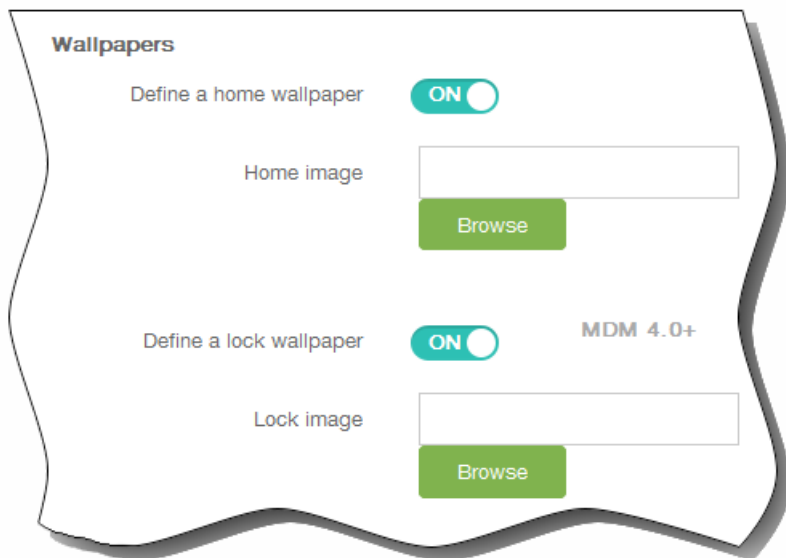 Wallpapers
Define a home wallpaper ON
Home image
Browse
Define a lock wallpaper ON MDM 4.0+
Lock image
Browse